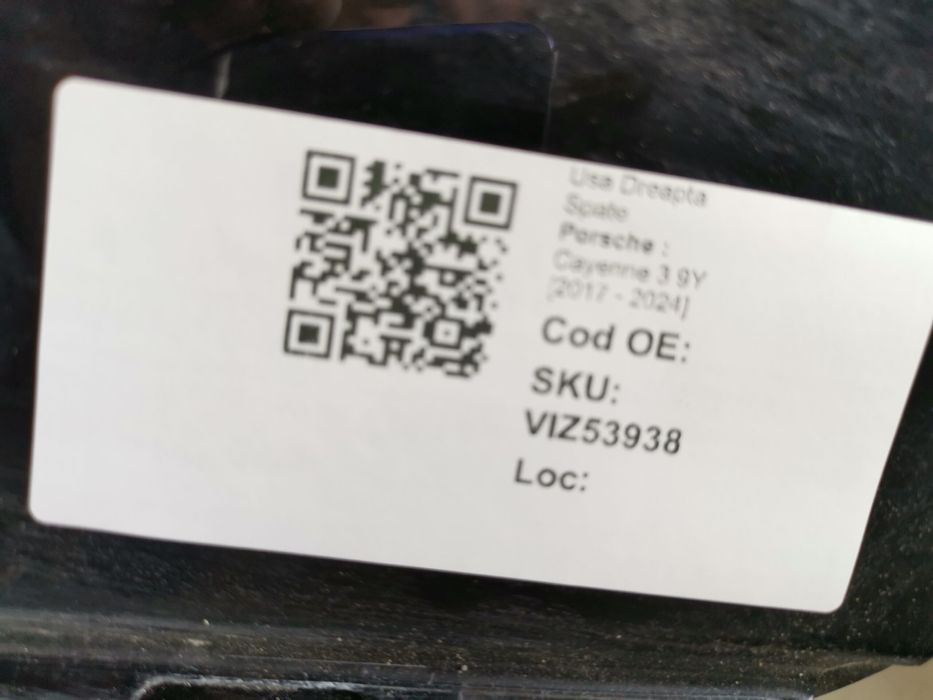 Usa Dreapta
Spate
Porsche :
Cayenne 3 9Y
[2017 - 2024]
Cod OE:
SKU:
VIZ53938
Loc: